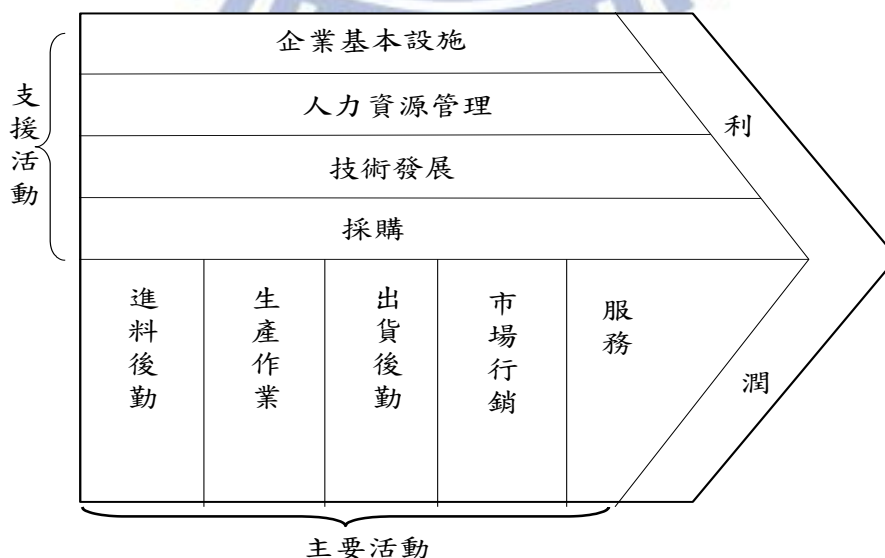 企業基本設施
人力資源管理
技術發展
採購
支援活動
進料後勤
生產作業
出貨後勤
市場行銷
服務
利潤
主要活動